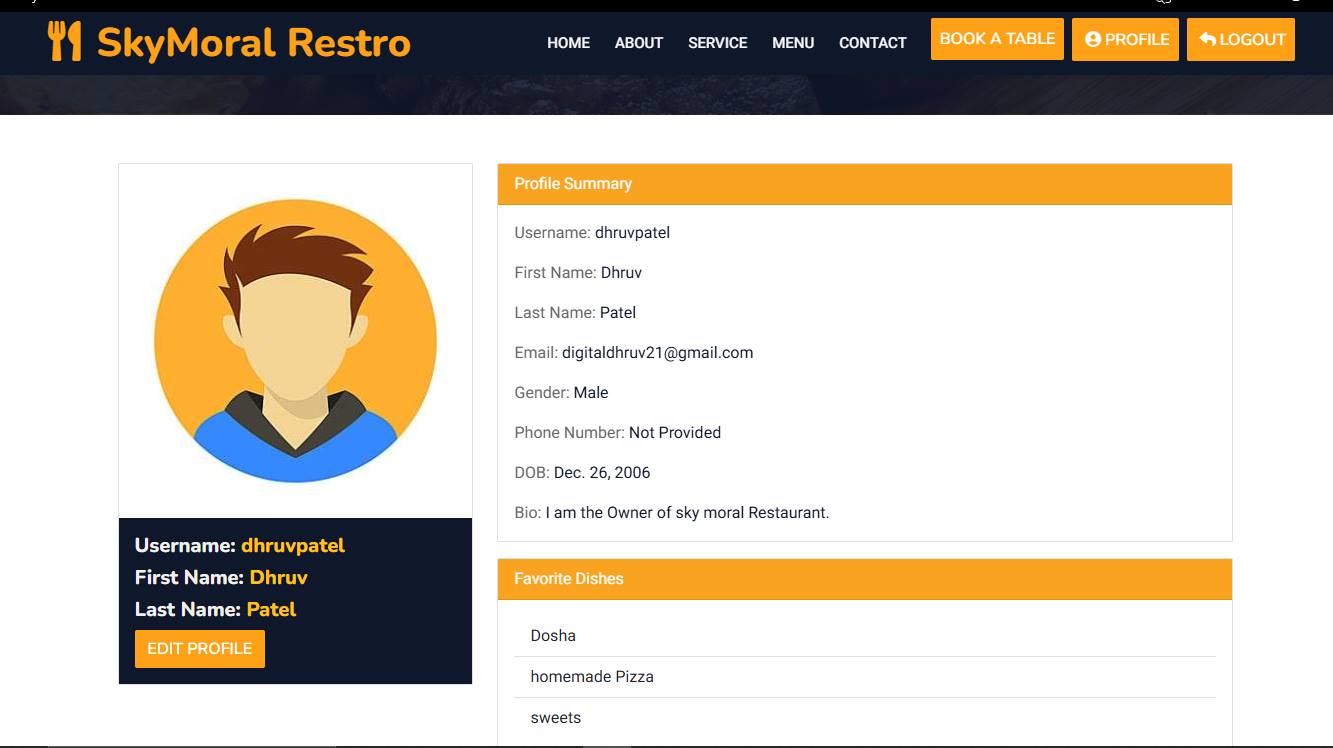 SkyMoral Restro
HOME ABOUT SERVICE MENU CONTACT BOOK A TABLE PROFILE LOGOUT
Username: dhruvpatel
First Name: Dhruv
Last Name: Patel
EDIT PROFILE
Profile Summary
Username: dhruvpatel
First Name: Dhruv
Last Name: Patel
Email: digitaldhruv21@gmail.com
Gender: Male
Phone Number: Not Provided
DOB: Dec. 26, 2006
Bio: I am the Owner of sky moral Restaurant.
Favorite Dishes
Dosha
homemade Pizza
sweets